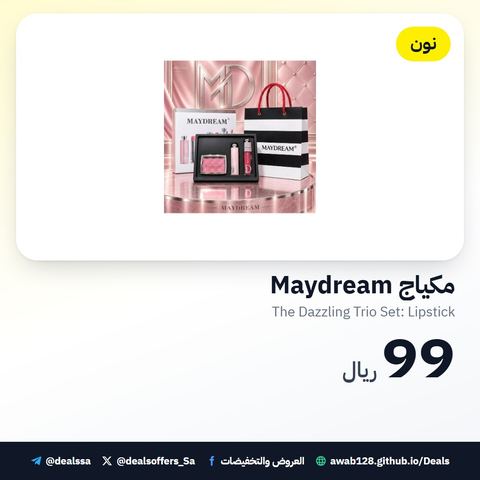 نون
MD
MAYDREAM
MAYDREAM
MAYDREAM
مكياج Maydream
The Dazzling Trio Set: Lipstick
99 ريال
@dealssa @dealsoffers_Sa العروض والتخفيضات awab128.github.io/Deals